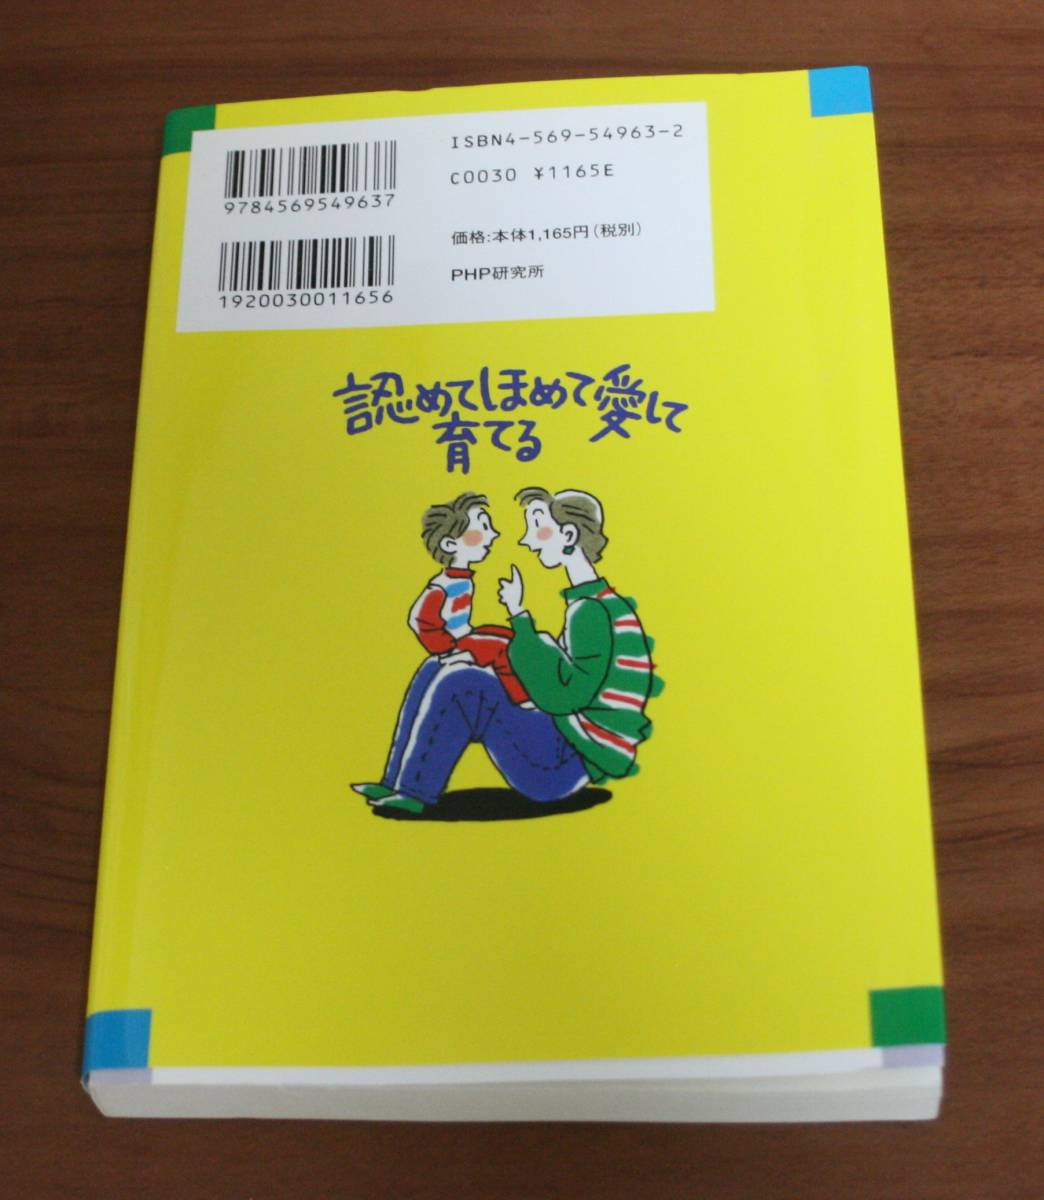 ISBN4-569-54963-2
C0030 ¥1165E
9784569549637
価格:本体1,165円(税別)
PHP研究所
1920030011656
認めてほめて愛して
育てる